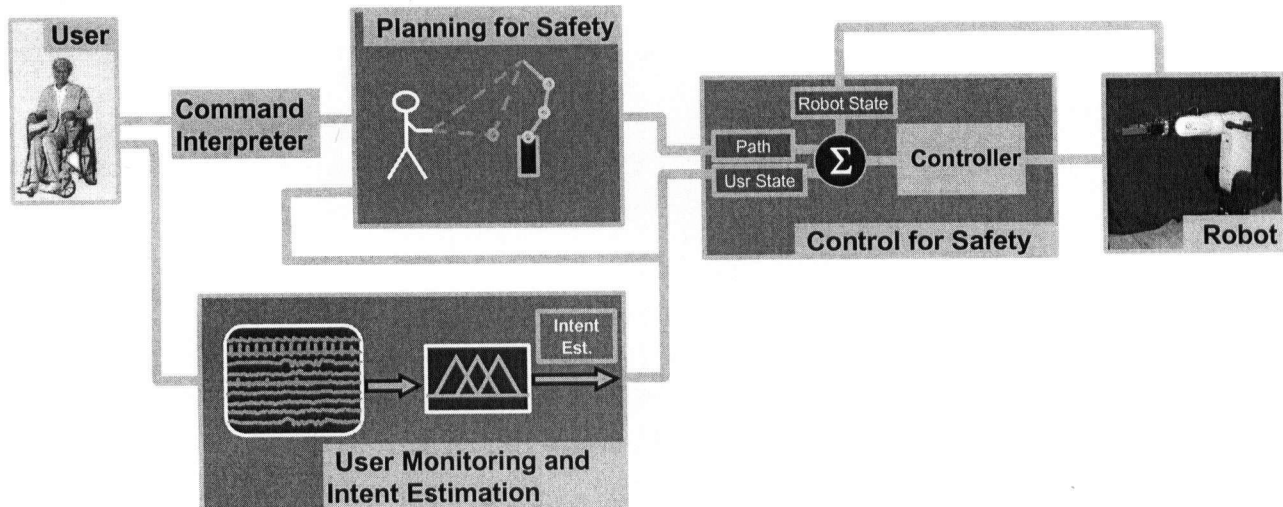 User
Planning for Safety
Command
Interpreter
Robot State
Path
Usr State
Σ
Controller
Control for Safety
Robot
Intent
Est.
User Monitoring and
Intent Estimation